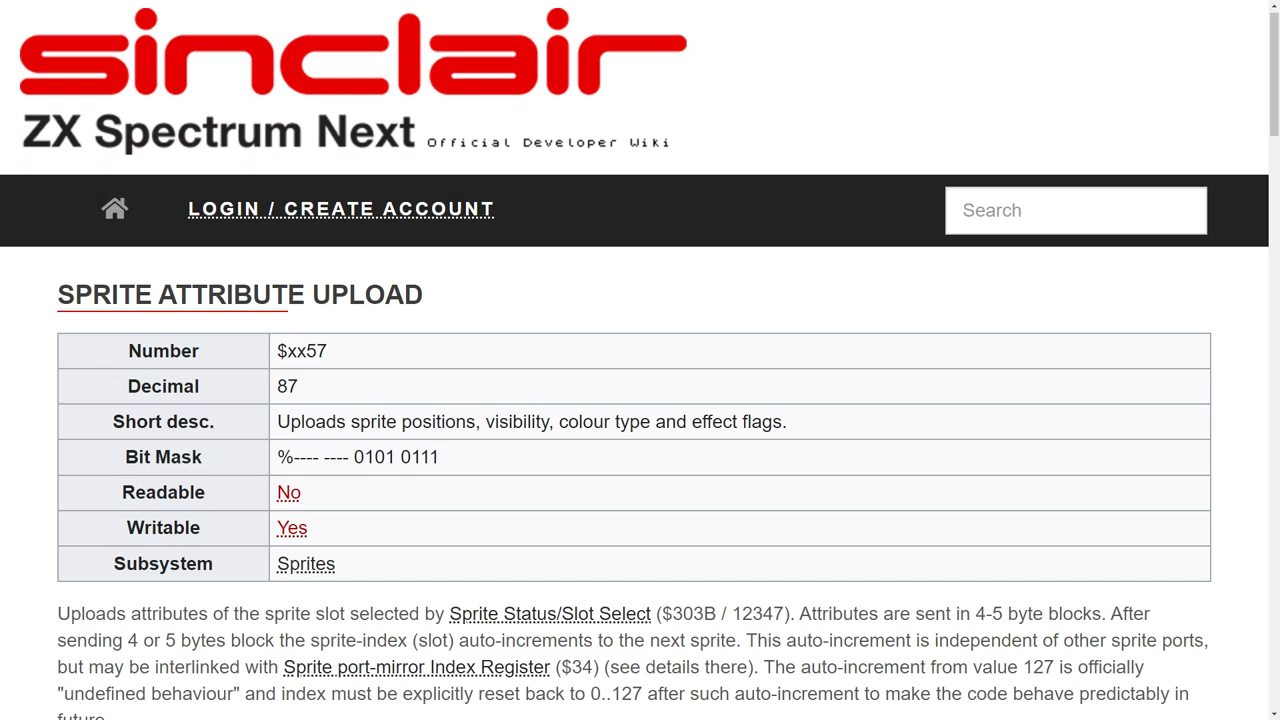 sinclair
ZX Spectrum Next Official Developer Wiki
LOGIN / CREATE ACCOUNT
Search
SPRITE ATTRIBUTE UPLOAD
Number $xx57
Decimal 87
Short desc. Uploads sprite positions, visibility, colour type and effect flags.
Bit Mask %---- ---- 0101 0111
Readable No
Writable Yes
Subsystem Sprites
Uploads attributes of the sprite slot selected by Sprite Status/Slot Select ($303B / 12347). Attributes are sent in 4-5 byte blocks. After
sending 4 or 5 bytes block the sprite-index (slot) auto-increments to the next sprite. This auto-increment is independent of other sprite ports,
but may be interlinked with Sprite port-mirror Index Register ($34) (see details there). The auto-increment from value 127 is officially
"undefined behaviour" and index must be explicitly reset back to 0..127 after such auto-increment to make the code behave predictably in
future